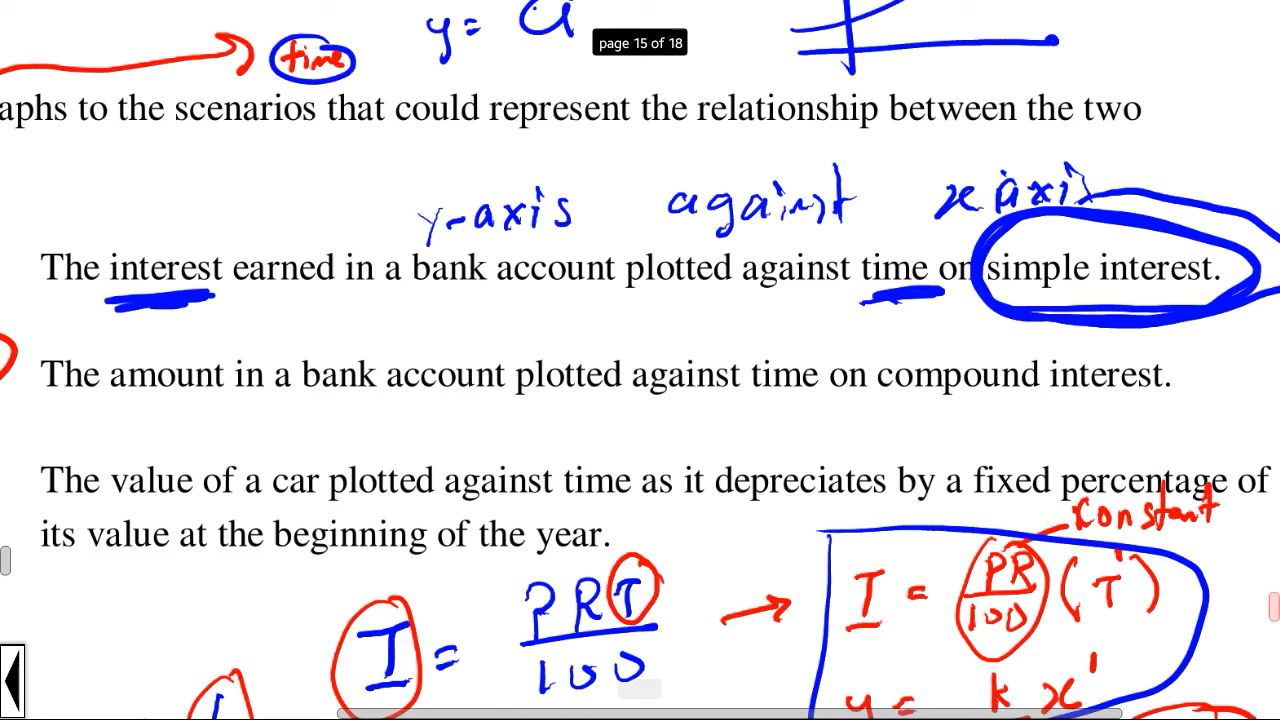 y = a
page 15 of 18
time
aphs to the scenarios that could represent the relationship between the two
y-axis against x axis
The interest earned in a bank account plotted against time on simple interest.
The amount in a bank account plotted against time on compound interest.
The value of a car plotted against time as it depreciates by a fixed percentage of
its value at the beginning of the year.
constant
I = PRT/100 → I = PR/100 (T¹)
y = k x¹